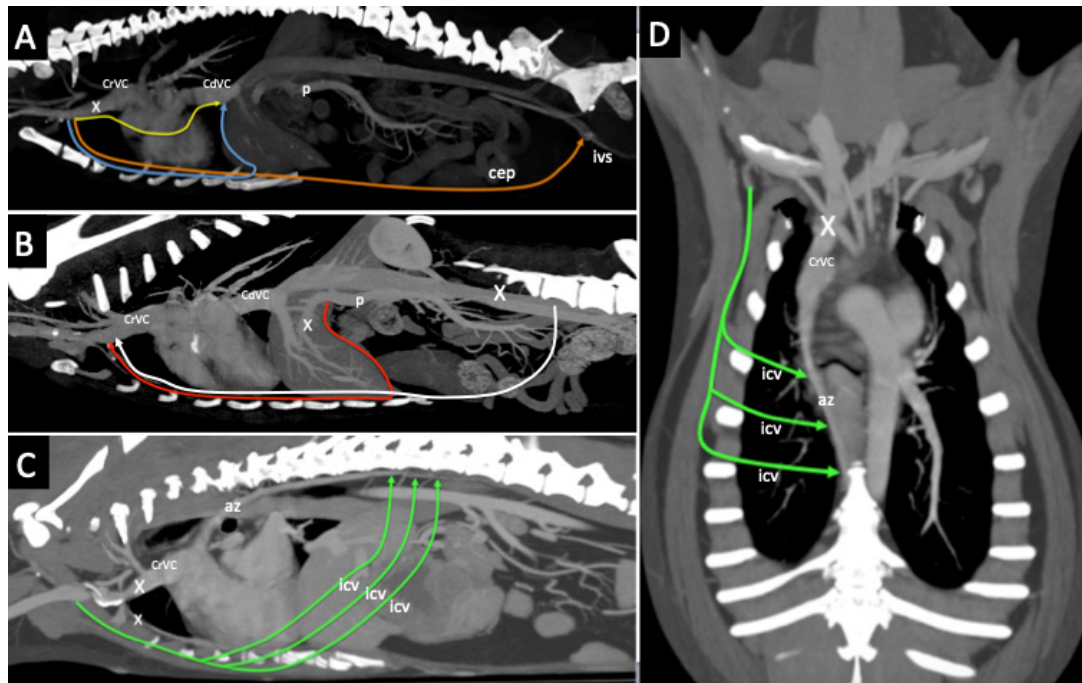 A
CrVC
CdVC
X
p
cep
ivs
B
X
CdVC
p
CrVC
X
C
az
CrVC
X
X
icv
icv
icv
D
X
CrVC
icv
az
icv
icv